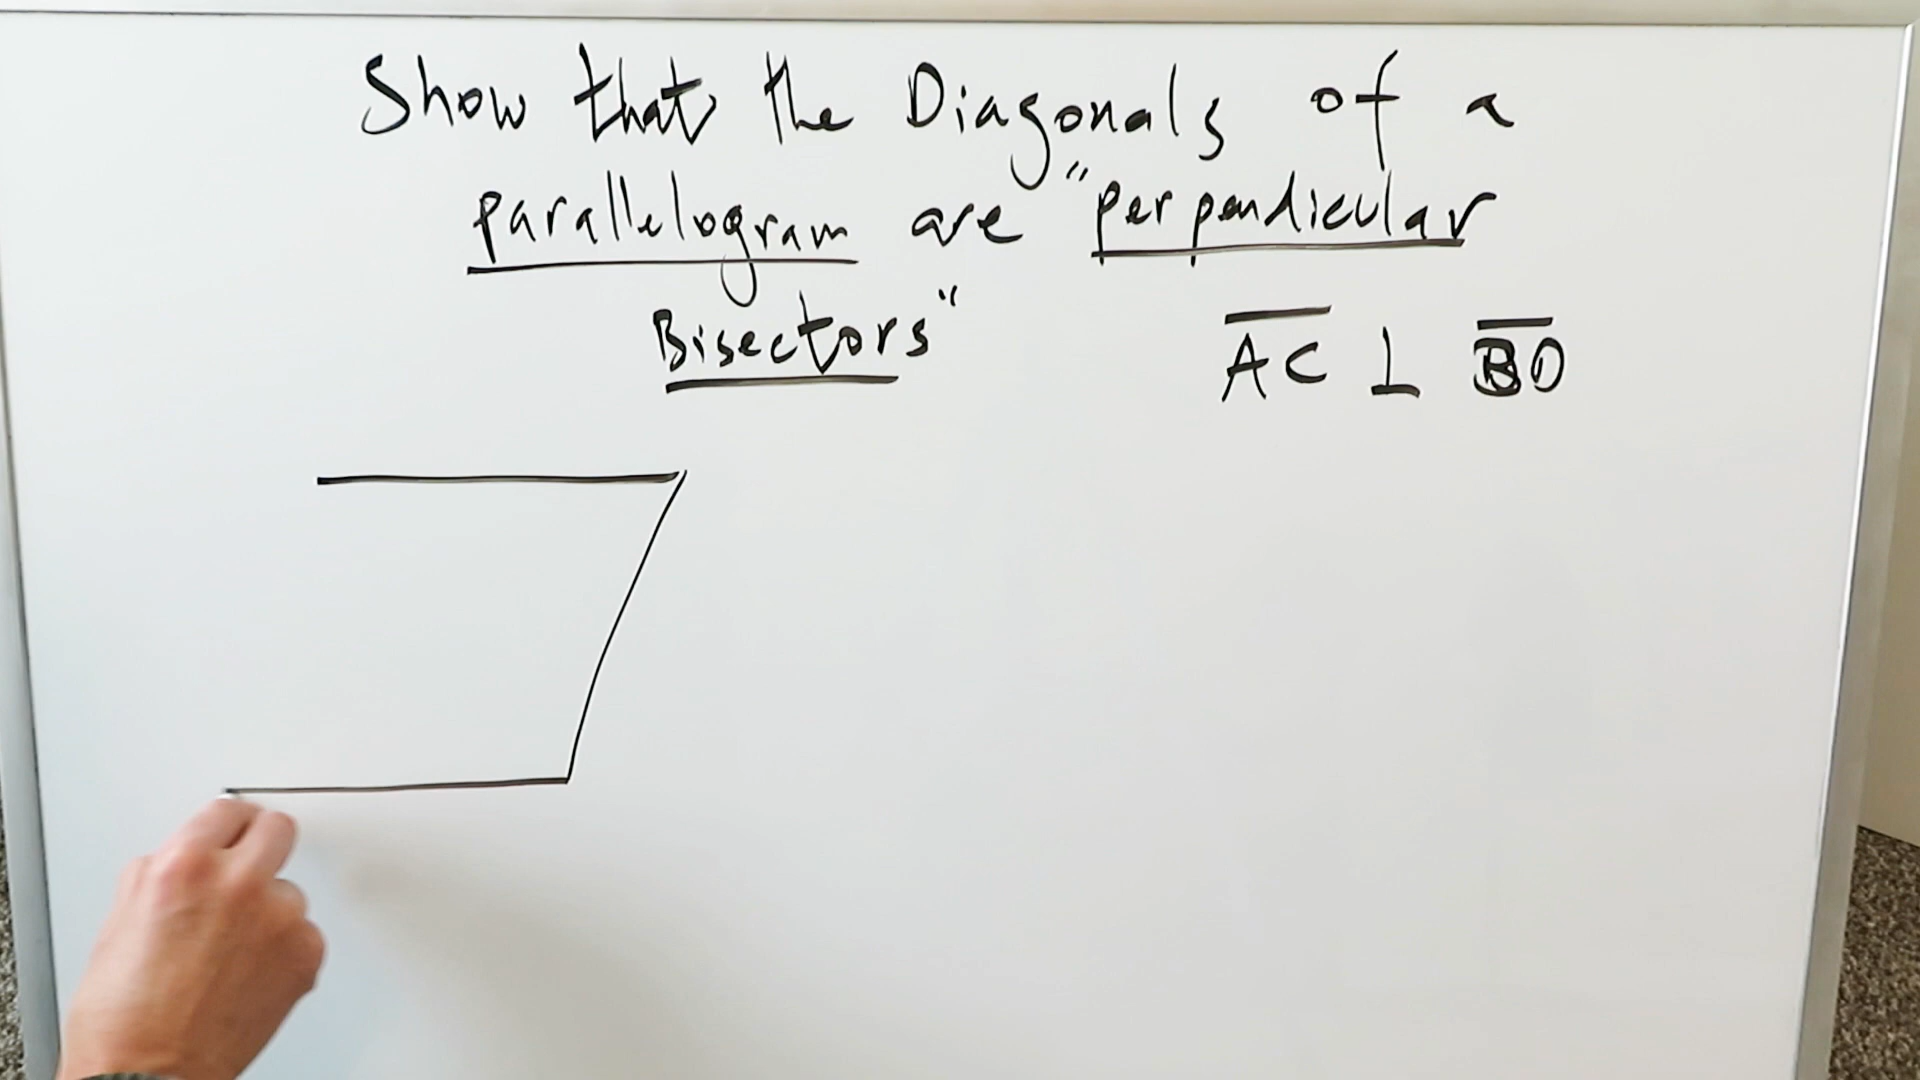 Show that the Diagonals of a
parallelogram are "perpendicular
Bisectors"
AC ⊥ BD